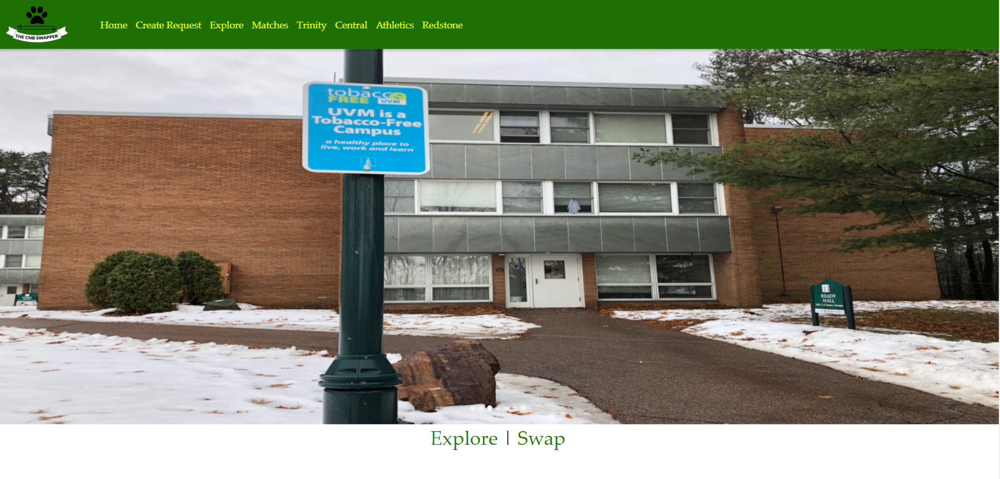 THE CNB SWAPPER
Home Create Request Explore Matches Trinity Central Athletics Redstone
tobacco
FREE UVM
UVM is a
Tobacco-Free
Campus
a healthy place to
live, work and learn
READY
HALL
Explore | Swap